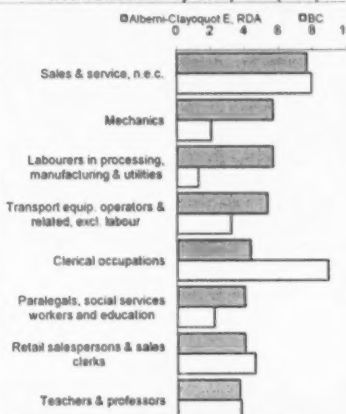 Alberni-Clayoquot E, RDA BC
0 2 4 6 8
Sales & service, n.e.c.
Mechanics
Labourers in processing,
manufacturing & utilities
Transport equip. operators &
related, excl. labour
Clerical occupations
Paralegals, social services
workers and education
Retail salespersons & sales
clerks
Teachers & professors